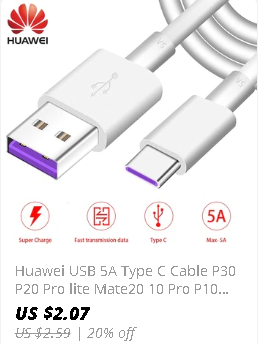 HUAWEI
Super Charge
Fast transmission data
Type C
5A
Max-5A
Huawei USB 5A Type C Cable P30
P20 Pro lite Mate20 10 Pro P10...
US $2.07
US $2.59 | 20% off